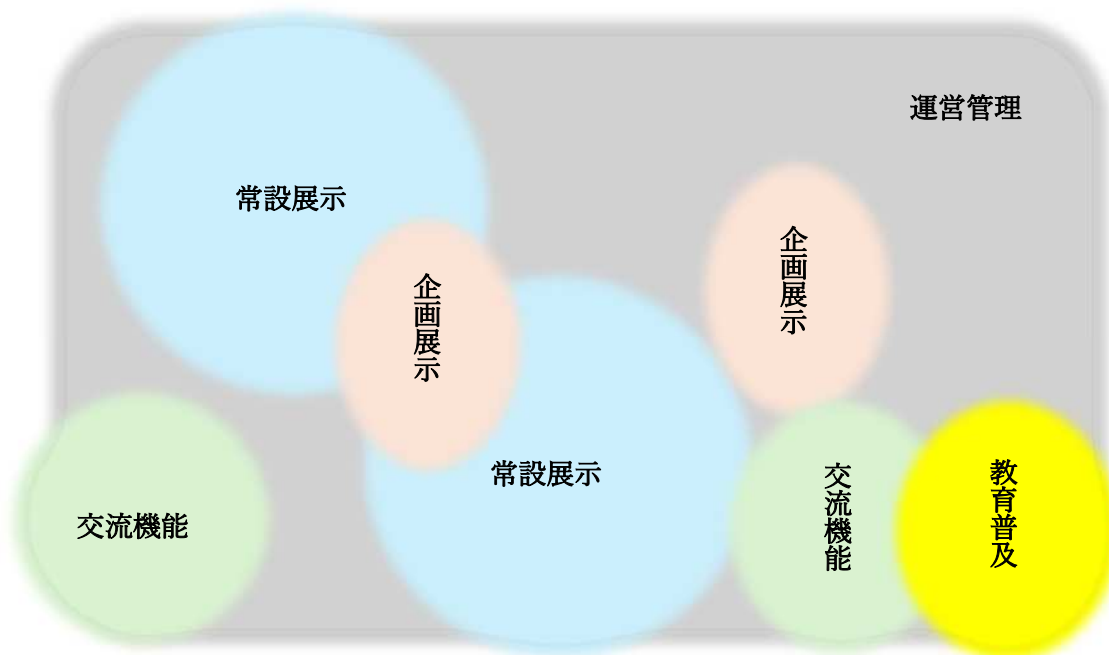 運営管理
常設展示
企画展示
企画展示
常設展示
交流機能
交流機能
教育普及